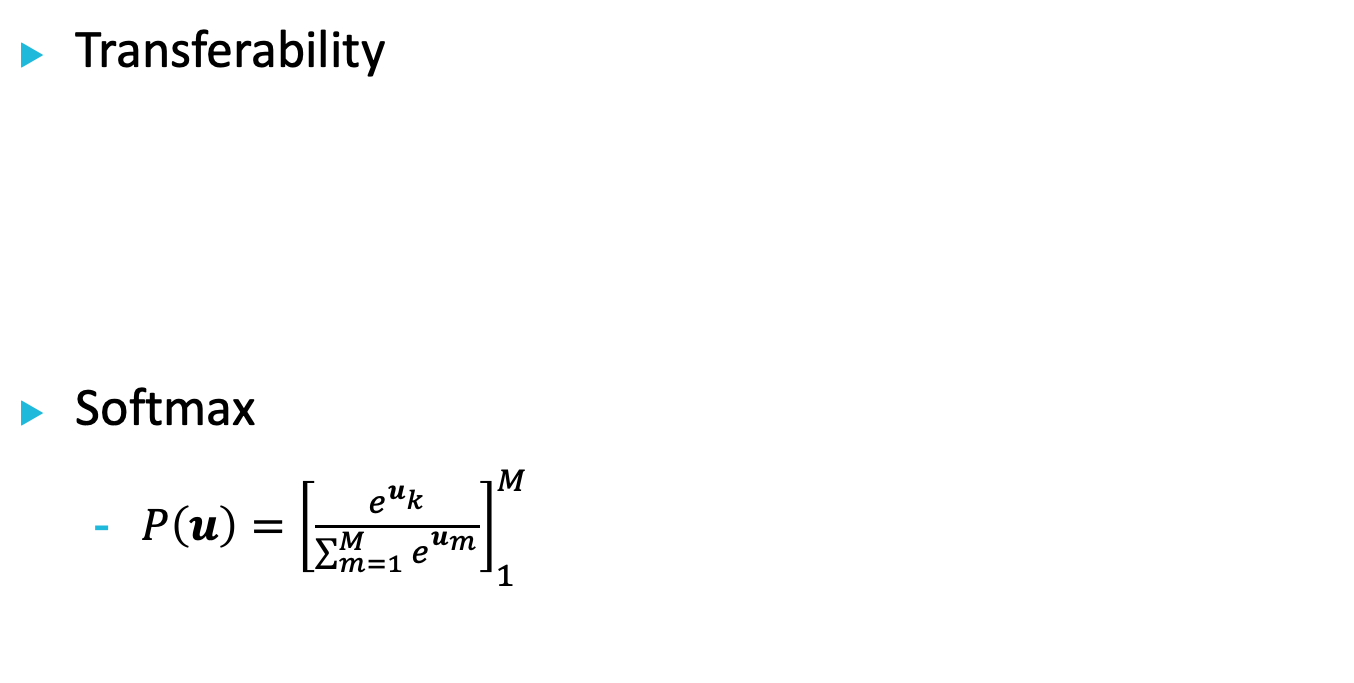 Transferability
Softmax
- P(u) = [e^{u_k} / ∑_{m=1}^{M} e^{u_m}]_1^M